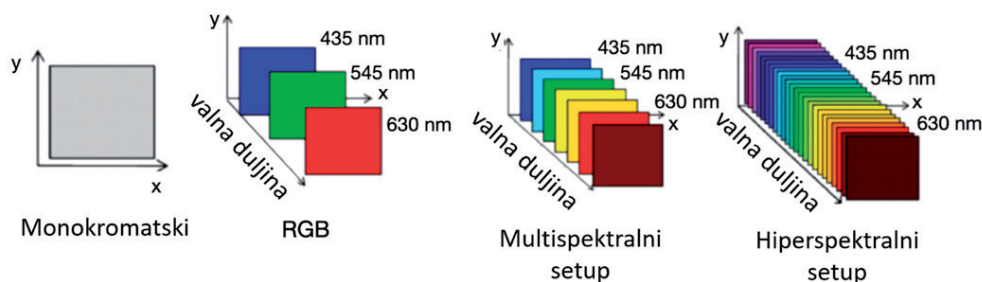 y
x
Monokromatski
y
435 nm
545 nm
x
630 nm
valna duljina
RGB
y
435 nm
545 nm
x
630 nm
valna duljina
Multispektralni
setup
y
435 nm
545 nm
x
630 nm
valna duljina
Hiperspektralni
setup